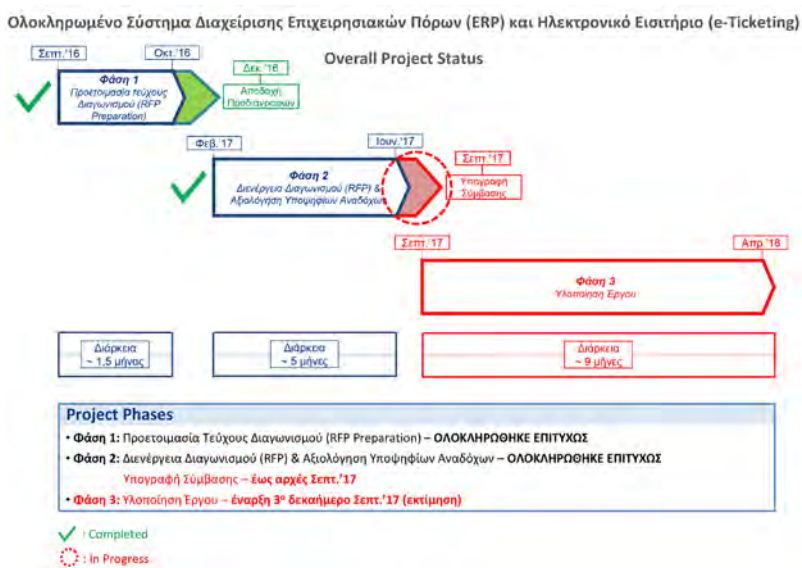 Ολοκληρωμένο Σύστημα Διαχείρισης Επιχειρησιακών Πόρων (ERP) και Ηλεκτρονικό Εισιτήριο (e-Ticketing)
Overall Project Status
Σεπτ.'16
Οκτ.'16
Φάση 1
Προετοιμασία τεύχους
Διαγωνισμού (RFP
Preparation)
Δεκ.'16
Αποδοχή
Προδιαγραφών
Φεβ.'17
Ιουν.'17
Φάση 2
Διενέργεια Διαγωνισμού (RFP) &
Αξιολόγηση Υποψηφίων Αναδόχων
Σεπτ.'17
Υπογραφή
Σύμβασης
Σεπτ.'17
Απρ.'18
Φάση 3
Υλοποίηση Έργου
Διάρκεια
~ 1.5 μήνας
Διάρκεια
~ 5 μήνες
Διάρκεια
~ 9 μήνες
Project Phases
• Φάση 1: Προετοιμασία Τεύχους Διαγωνισμού (RFP Preparation) – ΟΛΟΚΛΗΡΩΘΗΚΕ ΕΠΙΤΥΧΩΣ
• Φάση 2: Διενέργεια Διαγωνισμού (RFP) & Αξιολόγηση Υποψηφίων Αναδόχων – ΟΛΟΚΛΗΡΩΘΗΚΕ ΕΠΙΤΥΧΩΣ
Υπογραφή Σύμβασης – έως αρχές Σεπτ.'17
• Φάση 3: Υλοποίηση Έργου – έναρξη 3ο δεκαήμερο Σεπτ.'17 (εκτίμηση)
: Completed
: In Progress